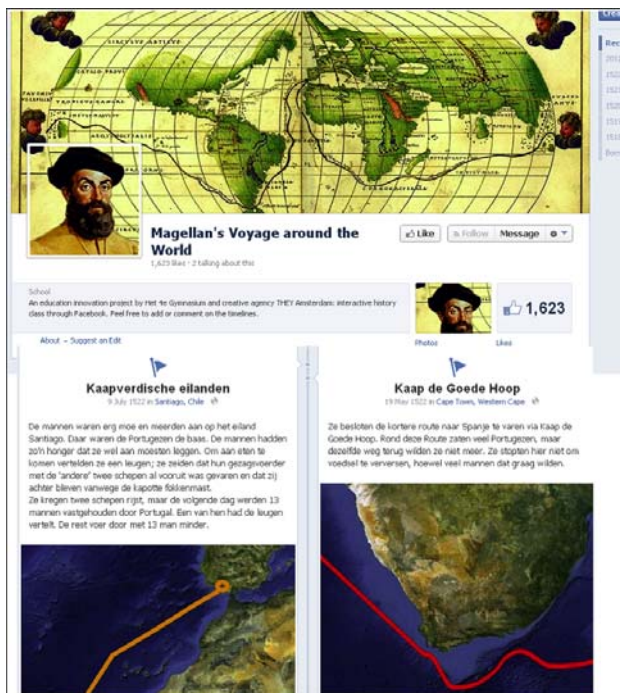 Magellan's Voyage around the
World
1,623 likes · 2 talking about this
Like
Follow
Message
School
An education innovation project by Het 4e Gymnasium and creative agency THEY Amsterdam: interactive history
class through Facebook. Feel free to add or comment on the timelines.
About – Suggest an Edit
Photos
1,623
Likes
Kaapverdische eilanden
9 July 1522 in Santiago, Chile
De mannen waren erg moe en meerden aan op het eiland
Santiago. Daar waren de Portugezen de baas. De mannen hadden
zo'n honger dat ze wel aan moesten leggen. Om aan eten te
komen vertelden ze een leugen; ze zeiden dat hun gezagsvoerder
met de 'andere' twee schepen al vooruit was gevaren en dat zij
achter bleven vanwege de kapotte fokkenmast.
Ze kregen twee schepen rijst, maar de volgende dag werden 13
mannen vastgehouden door Portugal. Een van hen had de leugen
vertelt. De rest voer door met 13 man minder.
Kaap de Goede Hoop
19 May 1522 in Cape Town, Western Cape
Ze besloten de kortere route naar Spanje te varen via Kaap de
Goede Hoop. Rond deze Route zaten veel Portugezen, maar
dezelfde weg terug wilden ze niet meer. Ze stopten hier niet om
voedsel te verversen, hoewel veel mannen dat graag wilden.